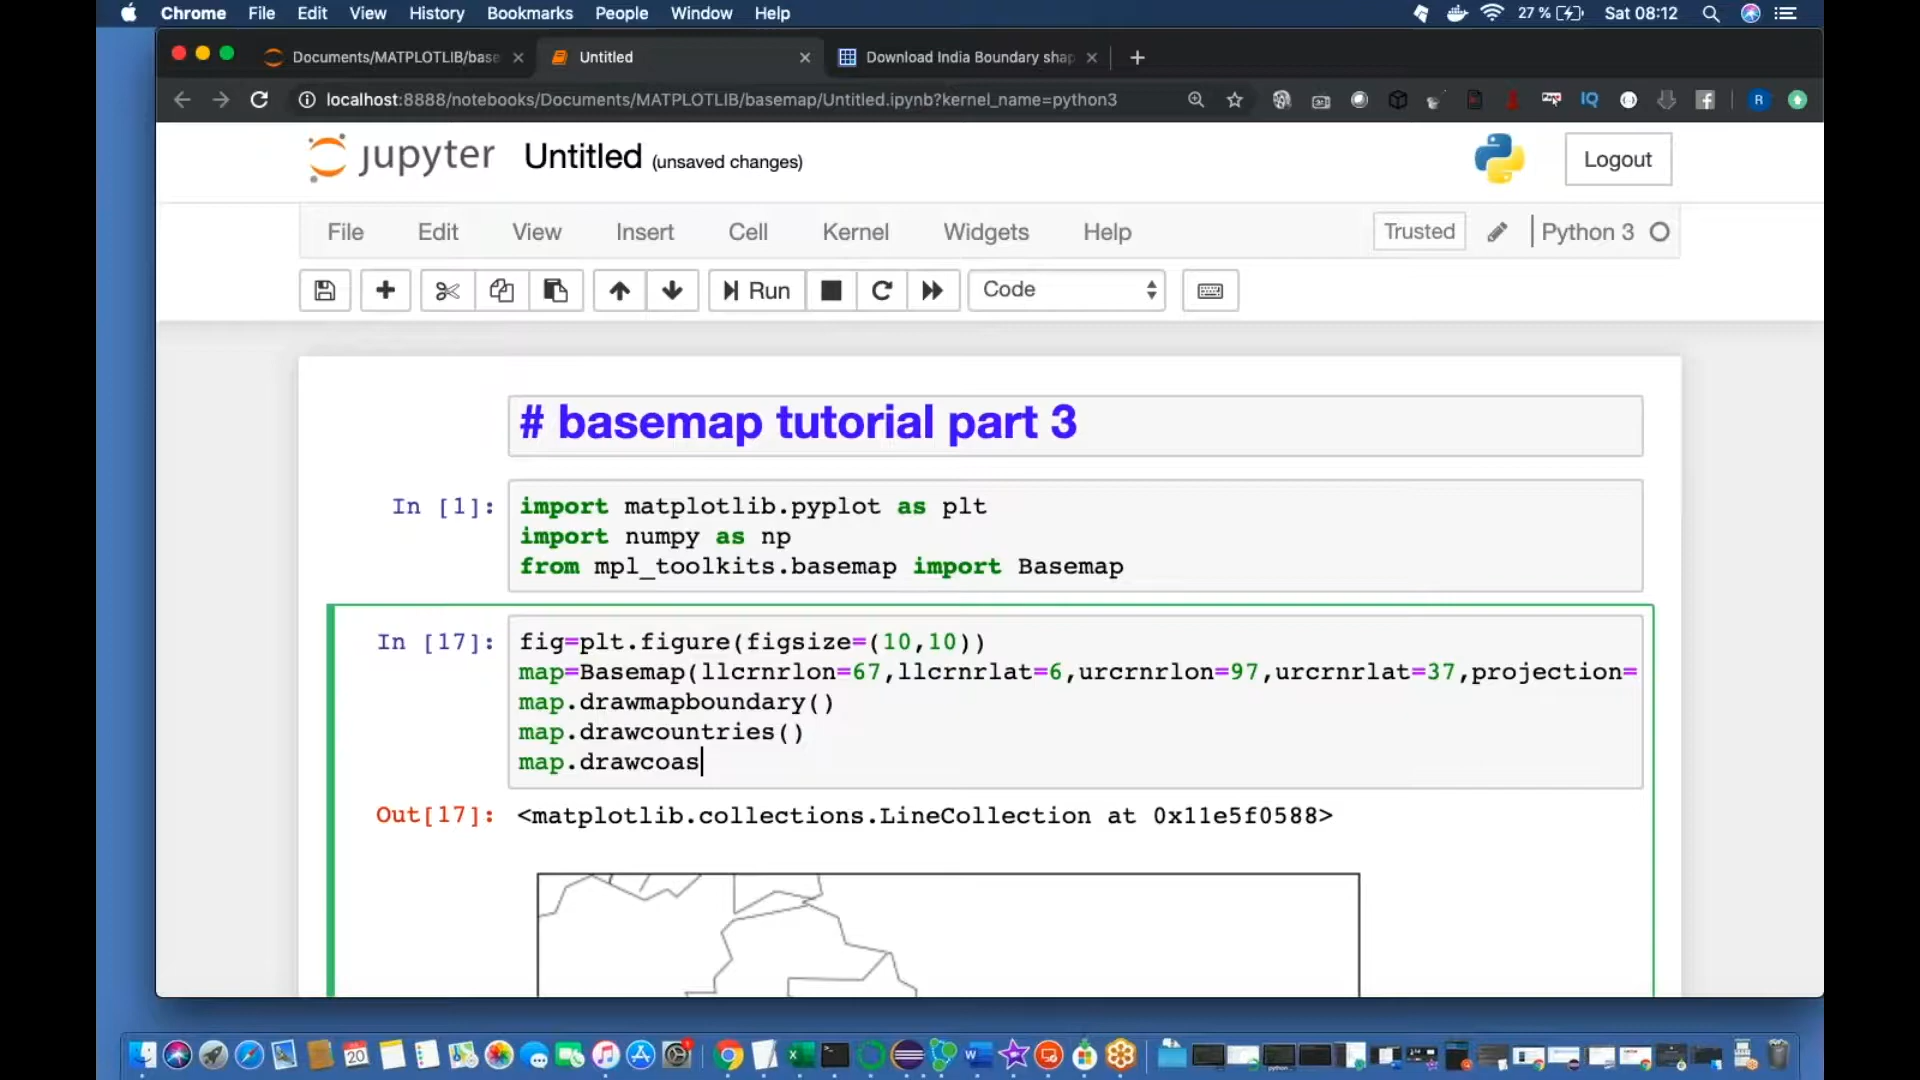 Chrome File Edit View History Bookmarks People Window Help 27 % Sat 08:12
Documents/MATPLOTLIB/base Untitled Download India Boundary shap
localhost:8888/notebooks/Documents/MATPLOTLIB/basemap/Untitled.ipynb?kernel_name=python3
jupyter Untitled (unsaved changes) Logout
File Edit View Insert Cell Kernel Widgets Help Trusted Python 3
Run Code
# basemap tutorial part 3
In [1]: import matplotlib.pyplot as plt
import numpy as np
from mpl_toolkits.basemap import Basemap
In [17]: fig=plt.figure(figsize=(10,10))
map=Basemap(llcrnrlon=67,llcrnrlat=6,urcrnrlon=97,urcrnrlat=37,projection=
map.drawmapboundary()
map.drawcountries()
map.drawcoas
Out[17]: <matplotlib.collections.LineCollection at 0x11e5f0588>